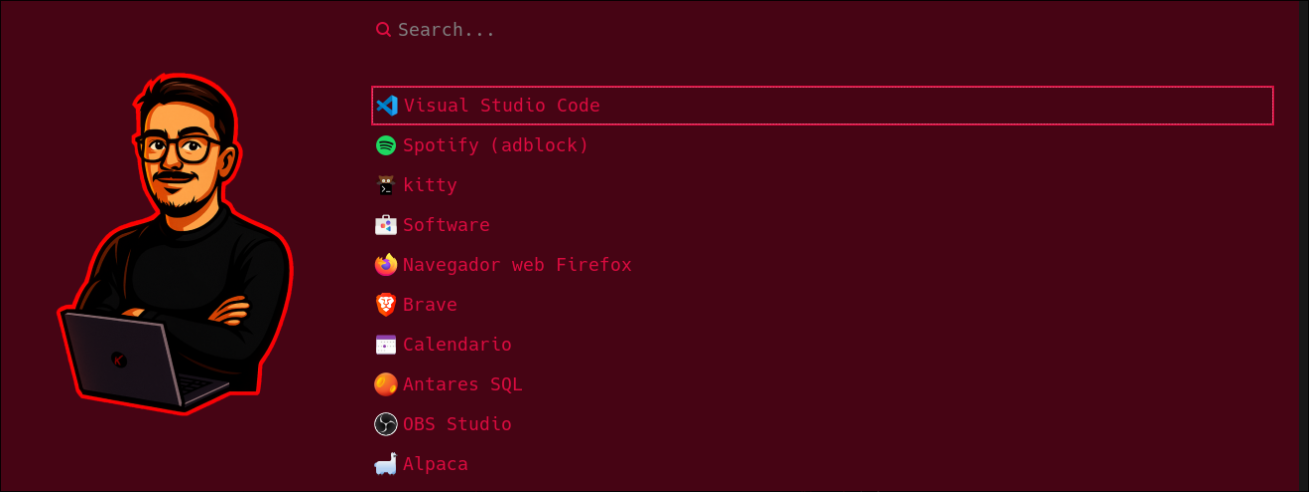 Search...
Visual Studio Code
Spotify (adblock)
kitty
Software
Navegador web Firefox
Brave
Calendario
Antares SQL
OBS Studio
Alpaca